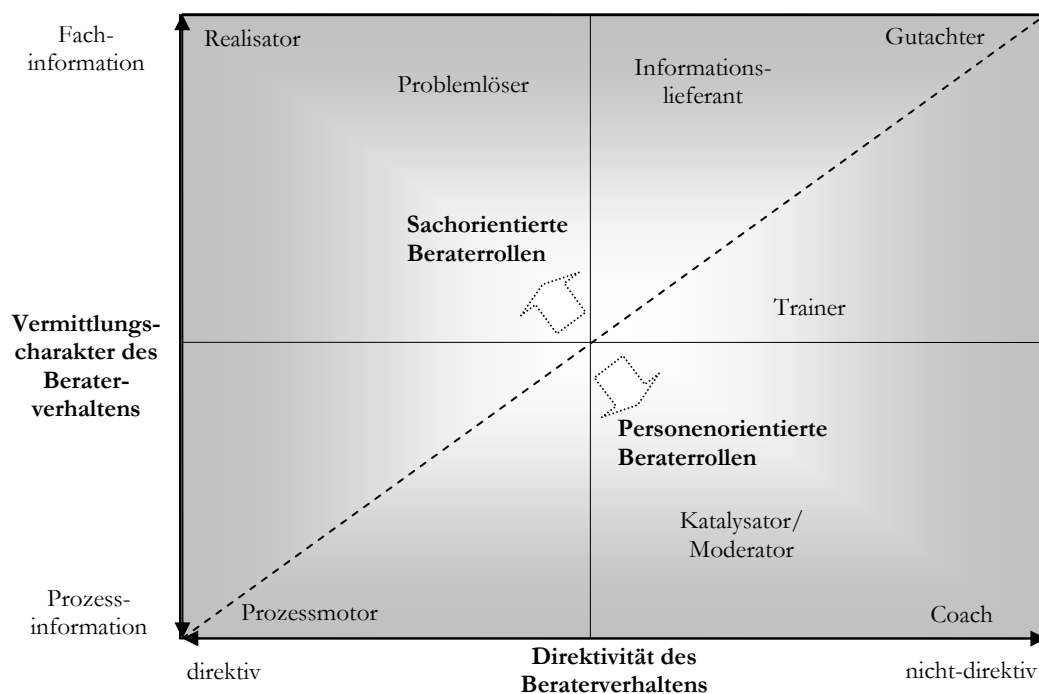 Fach-
information
Realisator
Gutachter
Problemlöser
Informations-
lieferant
Sachorientierte
Beraterrollen
Trainer
Vermittlungs-
charakter des
Berater-
verhaltens
Personenorientierte
Beraterrollen
Katalysator/
Moderator
Prozess-
information
Prozessmotor
Coach
direktiv
Direktivität des
Beraterverhaltens
nicht-direktiv